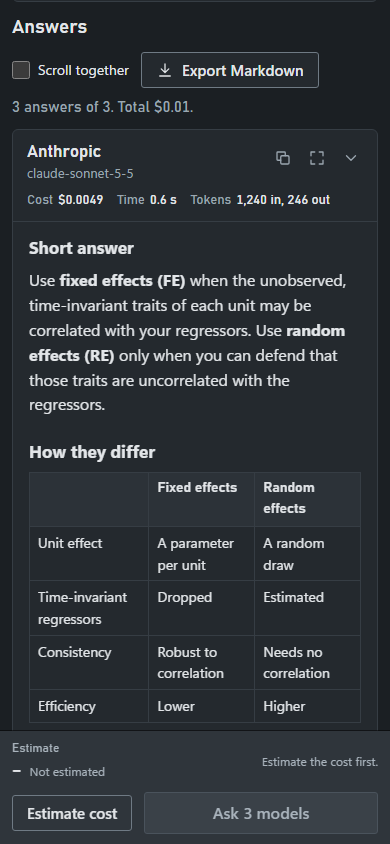 Answers
Scroll together
Export Markdown
3 answers of 3. Total $0.01.
Anthropic
claude-sonnet-5-5
Cost $0.0049 Time 0.6 s Tokens 1,240 in, 246 out
Short answer
Use fixed effects (FE) when the unobserved,
time-invariant traits of each unit may be
correlated with your regressors. Use random
effects (RE) only when you can defend that
those traits are uncorrelated with the
regressors.
How they differ
Fixed effects
Random
effects
Unit effect
A parameter
per unit
A random
draw
Time-invariant
regressors
Dropped
Estimated
Consistency
Robust to
correlation
Needs no
correlation
Efficiency
Lower
Higher
Estimate
– Not estimated
Estimate the cost first.
Estimate cost
Ask 3 models